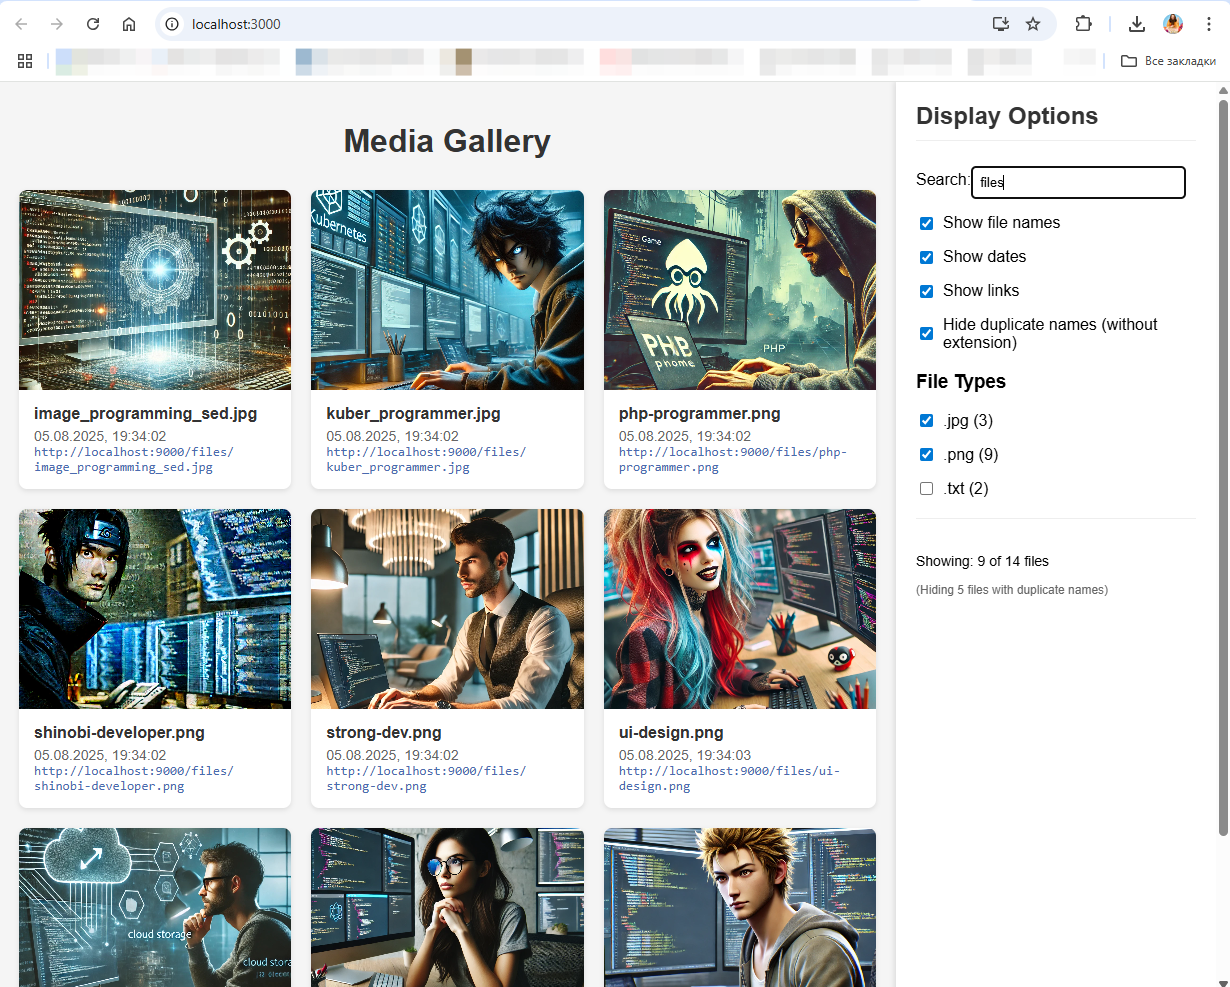 localhost:3000
Все закладки
Media Gallery
Kubernetes
Game
PHB
phome
PHP
image_programming_sed.jpg
05.08.2025, 19:34:02
http://localhost:9000/files/
image_programming_sed.jpg
kuber_programmer.jpg
05.08.2025, 19:34:02
http://localhost:9000/files/
kuber_programmer.jpg
php-programmer.png
05.08.2025, 19:34:02
http://localhost:9000/files/php-
programmer.png
shinobi-developer.png
05.08.2025, 19:34:02
http://localhost:9000/files/
shinobi-developer.png
strong-dev.png
05.08.2025, 19:34:02
http://localhost:9000/files/
strong-dev.png
ui-design.png
05.08.2025, 19:34:03
http://localhost:9000/files/ui-
design.png
cloud storage
cloud stora
Display Options
Search: files
Show file names
Show dates
Show links
Hide duplicate names (without
extension)
File Types
.jpg (3)
.png (9)
.txt (2)
Showing: 9 of 14 files
(Hiding 5 files with duplicate names)